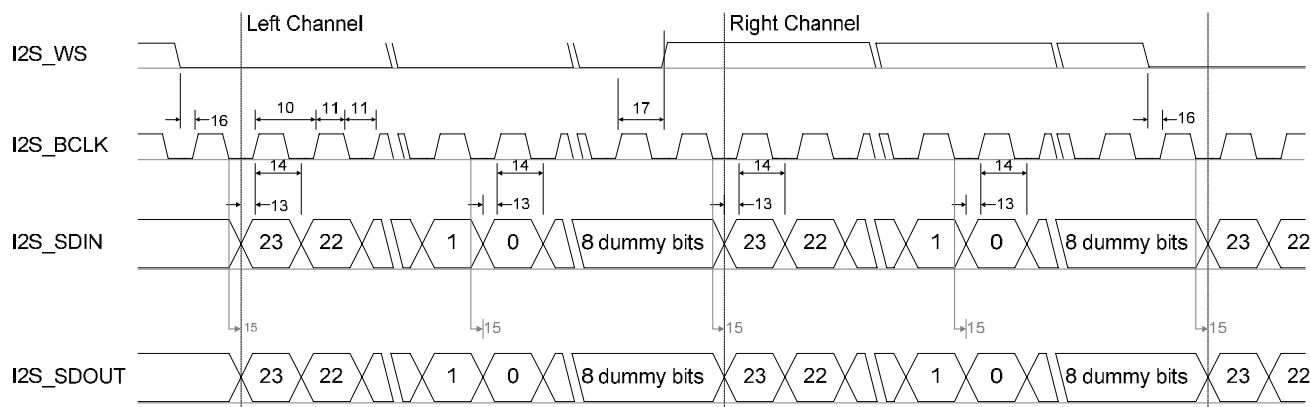 Left Channel Right Channel
I2S_WS
10 11 11 17
16 16
I2S_BCLK
14 14 14 14
13 13 13 13
I2S_SDIN 23 22 1 0 8 dummy bits 23 22 1 0 8 dummy bits 23 22
15 15 15 15 15
I2S_SDOUT 23 22 1 0 8 dummy bits 23 22 1 0 8 dummy bits 23 22